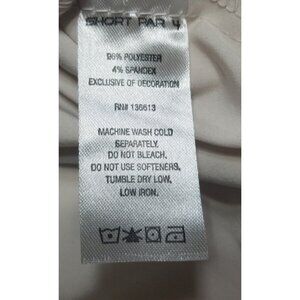 SHORT PAR 4
96% POLYESTER
4% SPANDEX
EXCLUSIVE OF DECORATION
RN# 136613
MACHINE WASH COLD
SEPARATELY.
DO NOT BLEACH.
DO NOT USE SOFTENERS.
TUMBLE DRY LOW.
LOW IRON.